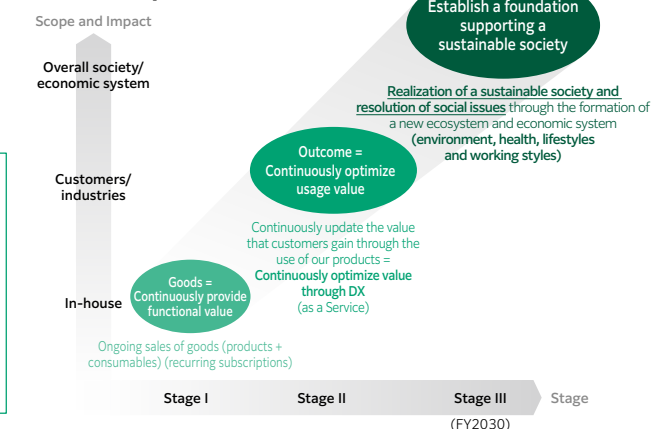 Scope and Impact
Establish a foundation
supporting a
sustainable society
Overall society/
economic system
Realization of a sustainable society and
resolution of social issues through the formation of
a new ecosystem and economic system
(environment, health, lifestyles
and working styles)
Outcome =
Continuously optimize
usage value
Customers/
industries
Continuously update the value
that customers gain through the
use of our products =
Continuously optimize value
through DX
(as a Service)
Goods =
Continuously provide
functional value
In-house
Ongoing sales of goods (products +
consumables) (recurring subscriptions)
Stage I
Stage II
Stage III
Stage
(FY2030)